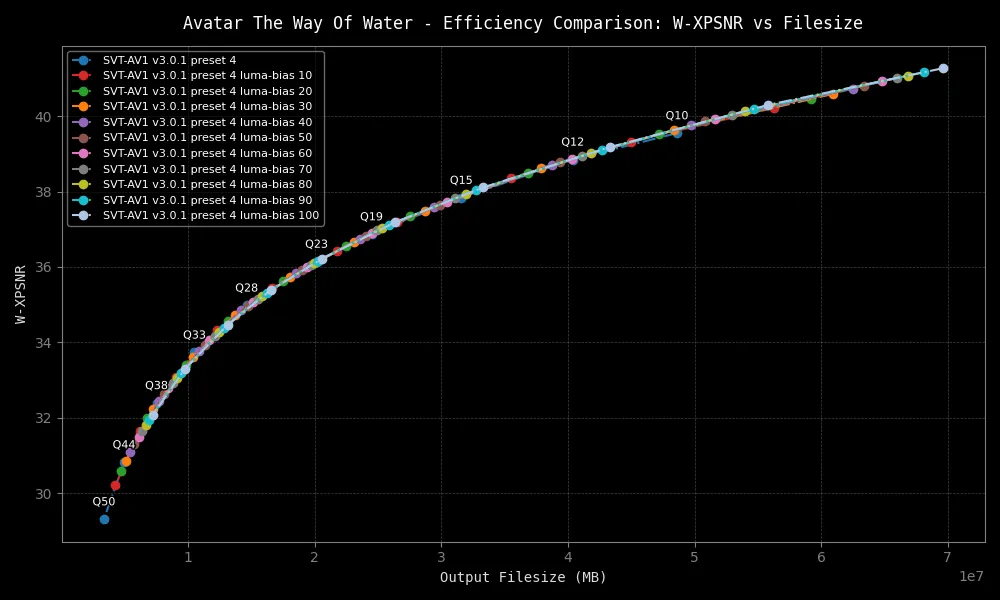 Avatar The Way Of Water - Efficiency Comparison: W-XPSNR vs Filesize
SVT-AV1 v3.0.1 preset 4
SVT-AV1 v3.0.1 preset 4 luma-bias 10
SVT-AV1 v3.0.1 preset 4 luma-bias 20
SVT-AV1 v3.0.1 preset 4 luma-bias 30
SVT-AV1 v3.0.1 preset 4 luma-bias 40
SVT-AV1 v3.0.1 preset 4 luma-bias 50
SVT-AV1 v3.0.1 preset 4 luma-bias 60
SVT-AV1 v3.0.1 preset 4 luma-bias 70
SVT-AV1 v3.0.1 preset 4 luma-bias 80
SVT-AV1 v3.0.1 preset 4 luma-bias 90
SVT-AV1 v3.0.1 preset 4 luma-bias 100
Q10
Q12
Q15
Q19
Q23
Q28
Q33
Q38
Q44
Q50
40
38
36
34
32
30
W-XPSNR
1 2 3 4 5 6 7
1e7
Output Filesize (MB)